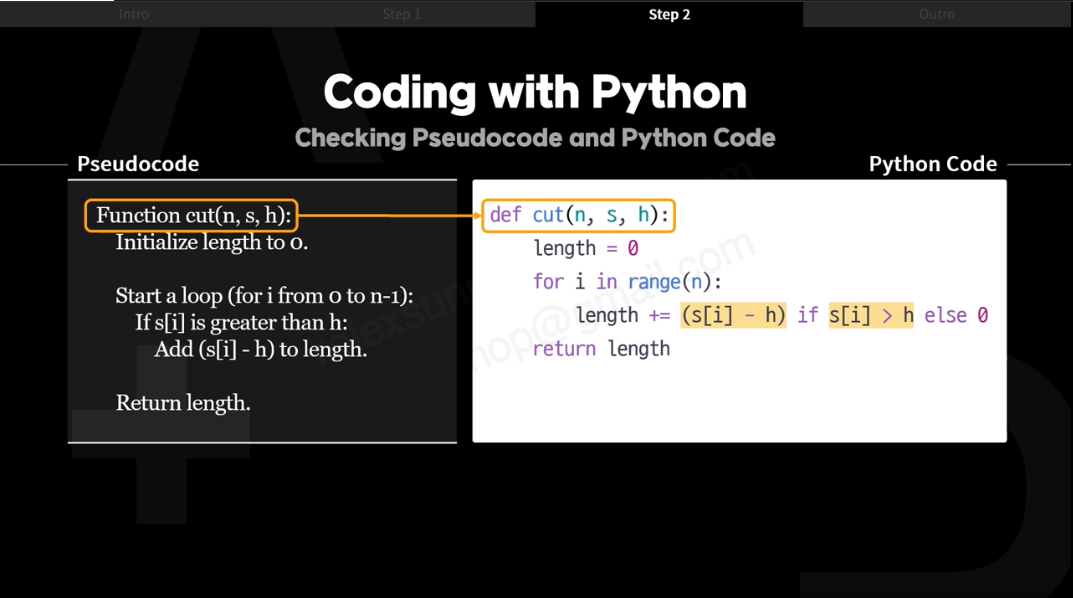 Intro
Step 1
Step 2
Outro
Coding with Python
Checking Pseudocode and Python Code
Pseudocode
Python Code
Function cut(n, s, h):
Initialize length to 0.
Start a loop (for i from 0 to n-1):
If s[i] is greater than h:
Add (s[i] - h) to length.
Return length.
def cut(n, s, h):
length = 0
for i in range(n):
length += (s[i] - h) if s[i] > h else 0
return length